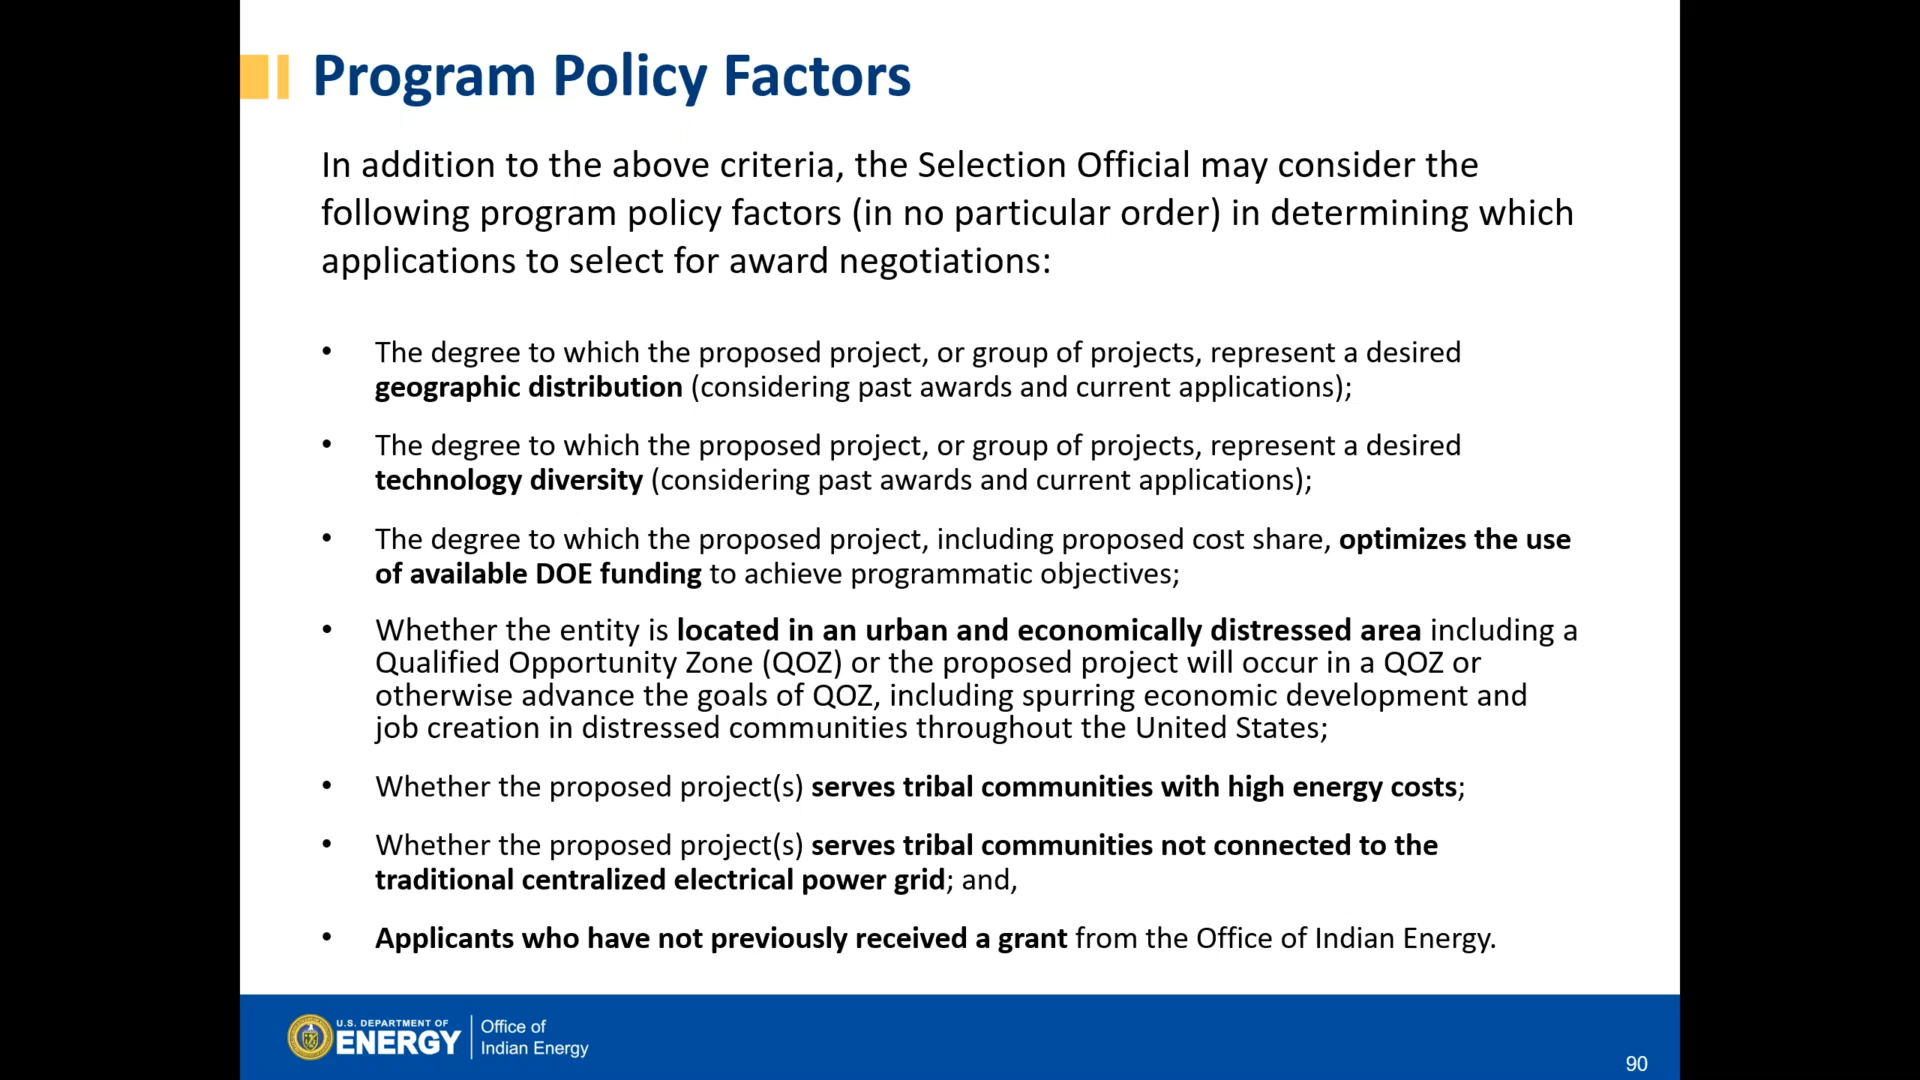 Program Policy Factors
In addition to the above criteria, the Selection Official may consider the
following program policy factors (in no particular order) in determining which
applications to select for award negotiations:
• The degree to which the proposed project, or group of projects, represent a desired
geographic distribution (considering past awards and current applications);
• The degree to which the proposed project, or group of projects, represent a desired
technology diversity (considering past awards and current applications);
• The degree to which the proposed project, including proposed cost share, optimizes the use
of available DOE funding to achieve programmatic objectives;
• Whether the entity is located in an urban and economically distressed area including a
Qualified Opportunity Zone (QOZ) or the proposed project will occur in a QOZ or
otherwise advance the goals of QOZ, including spurring economic development and
job creation in distressed communities throughout the United States;
• Whether the proposed project(s) serves tribal communities with high energy costs;
• Whether the proposed project(s) serves tribal communities not connected to the
traditional centralized electrical power grid; and,
• Applicants who have not previously received a grant from the Office of Indian Energy.
U.S. DEPARTMENT OF
ENERGY
Office of
Indian Energy
90